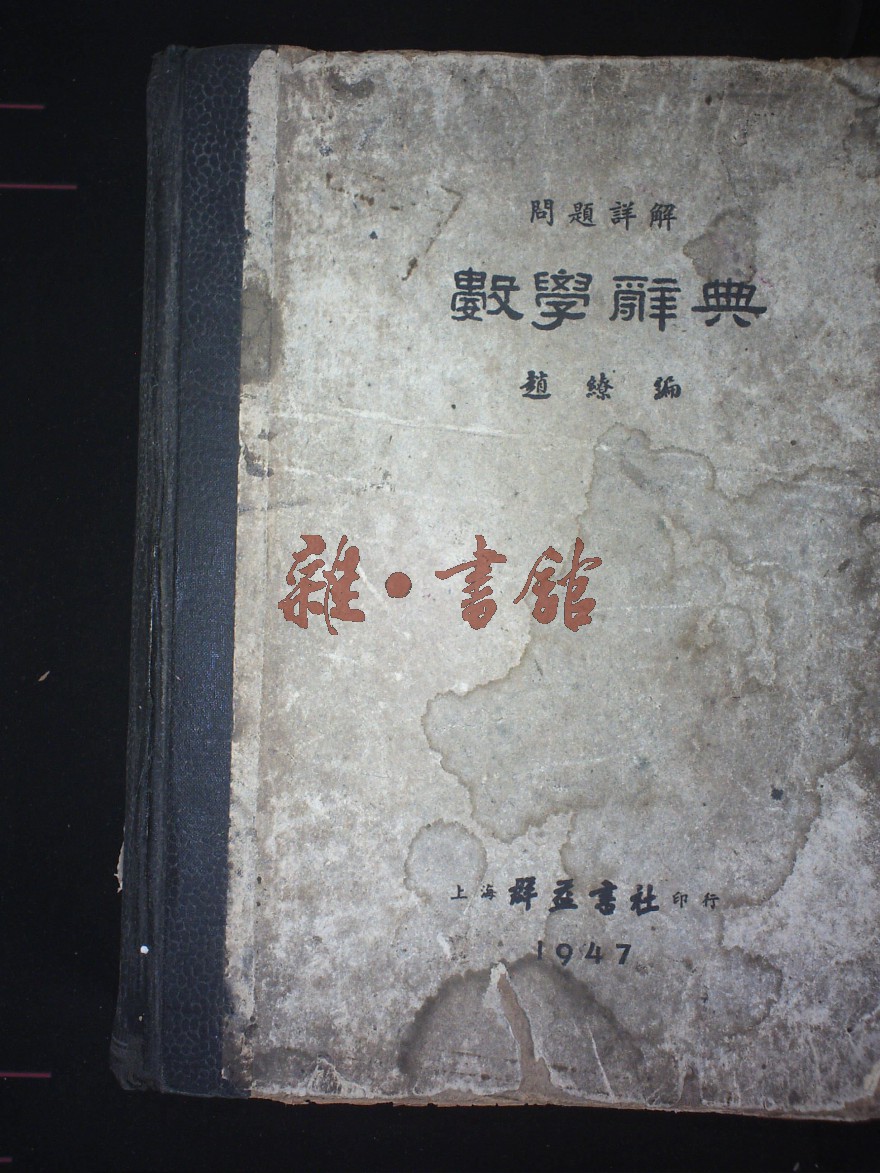 問題詳解
數學辭典
趙繚編
雜·書館
上海群益書社印行
1947